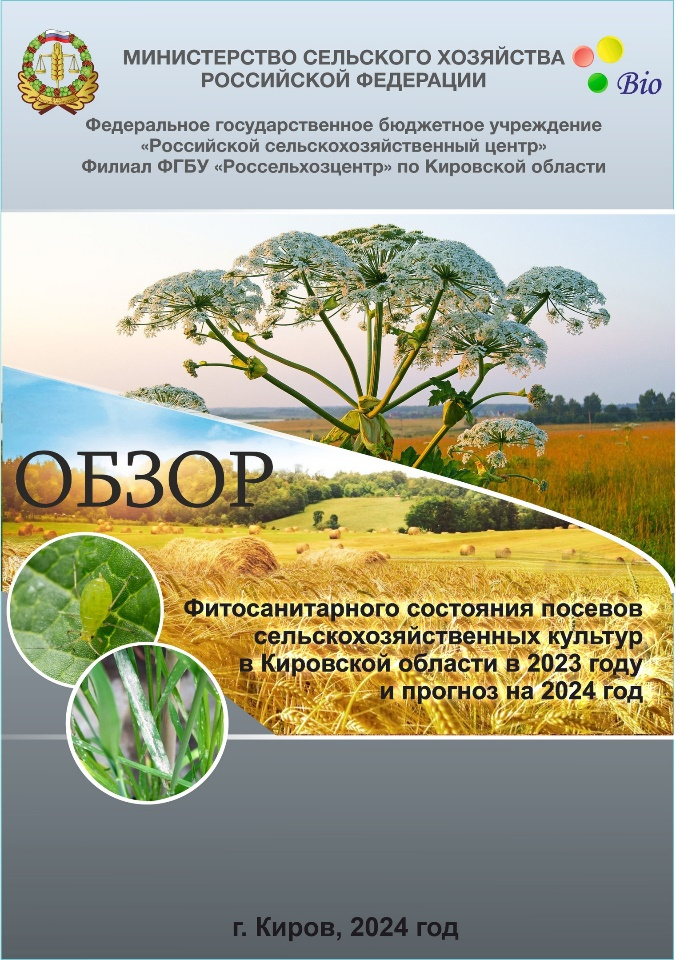 МИНИСТЕРСТВО СЕЛЬСКОГО ХОЗЯЙСТВА
РОССИЙСКОЙ ФЕДЕРАЦИИ
Bio
Федеральное государственное бюджетное учреждение
«Российской сельскохозяйственный центр»
Филиал ФГБУ «Россельхозцентр» по Кировской области
ОБЗОР
Фитосанитарного состояния посевов
сельскохозяйственных культур
в Кировской области в 2023 году
и прогноз на 2024 год
г. Киров, 2024 год